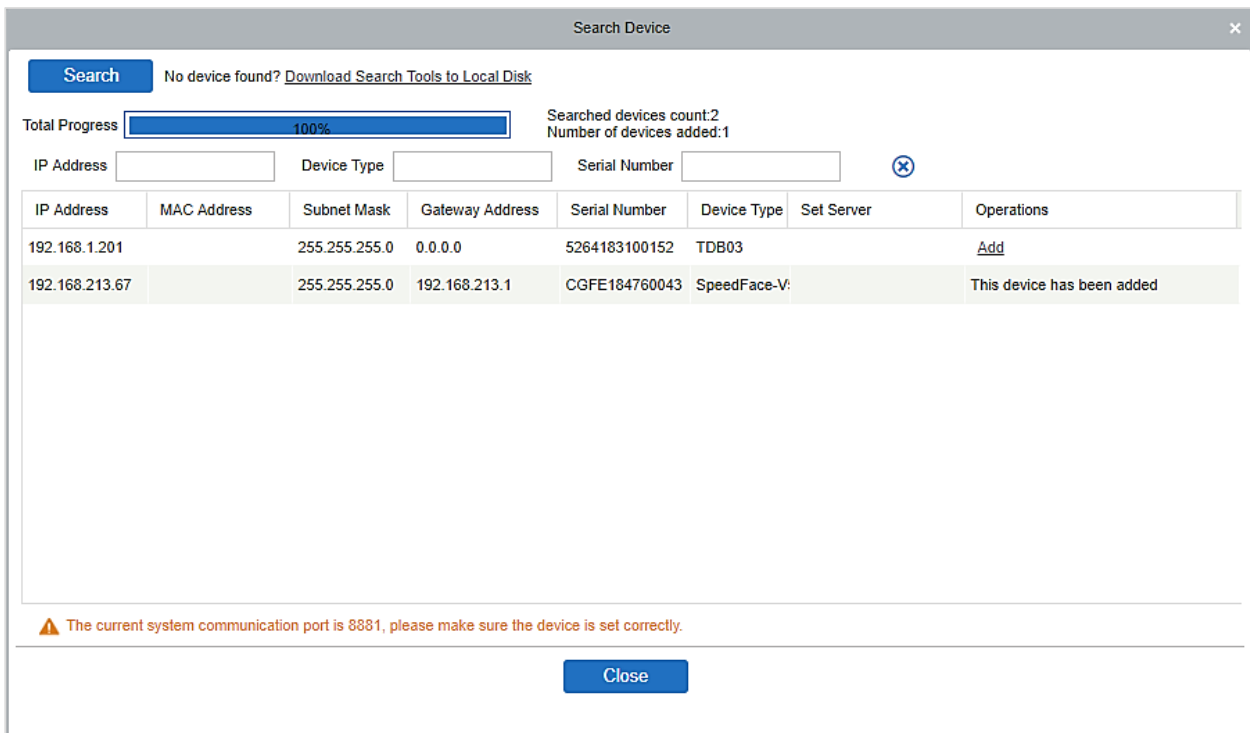 Search Device
Search No device found? Download Search Tools to Local Disk
Total Progress 100% Searched devices count:2
Number of devices added:1
IP Address Device Type Serial Number
IP Address MAC Address Subnet Mask Gateway Address Serial Number Device Type Set Server Operations
192.168.1.201 255.255.255.0 0.0.0.0 5264183100152 TDB03 Add
192.168.213.67 255.255.255.0 192.168.213.1 CGFE184760043 SpeedFace-V This device has been added
The current system communication port is 8881, please make sure the device is set correctly.
Close